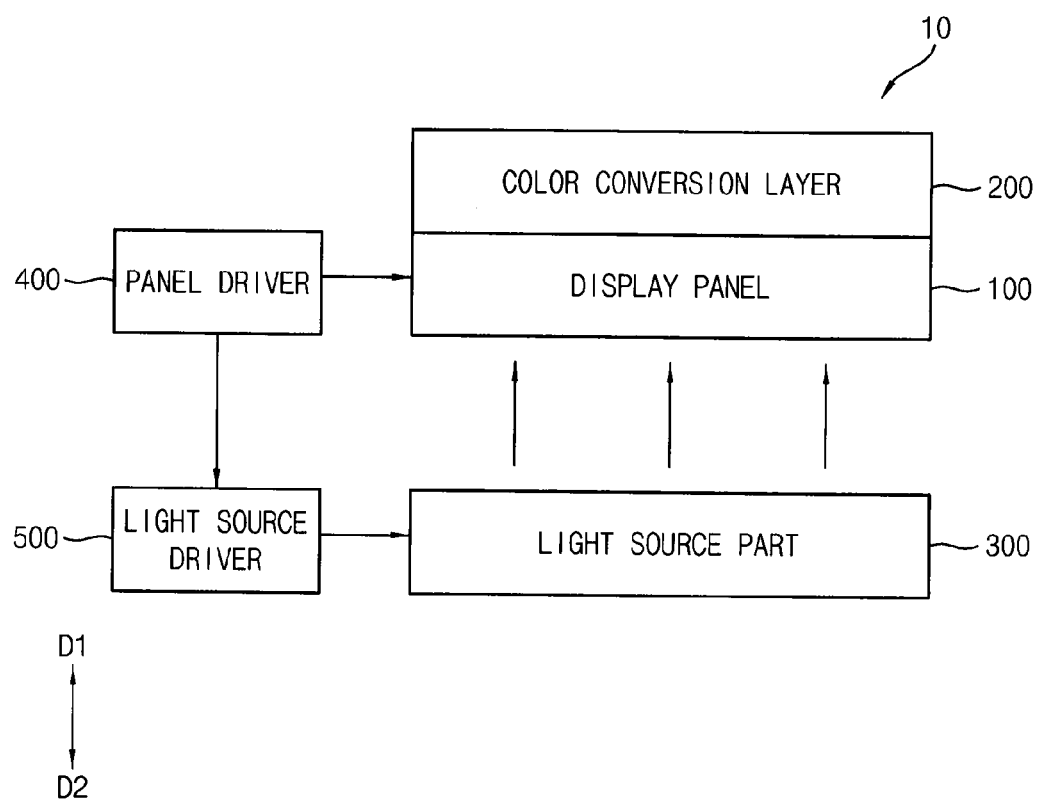 10
COLOR CONVERSION LAYER
200
400
PANEL DRIVER
DISPLAY PANEL
100
500
LIGHT SOURCE
DRIVER
LIGHT SOURCE PART
300
D1
D2